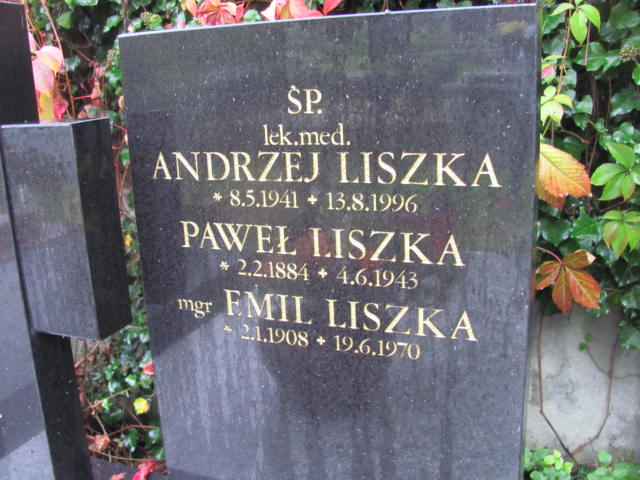 ŚP.
lek.med.
ANDRZEJ LISZKA
* 8.5.1941 + 13.8.1996
PAWEŁ LISZKA
* 2.2.1884 + 4.6.1943
mgr EMIL LISZKA
* 2.1.1908 + 19.6.1970